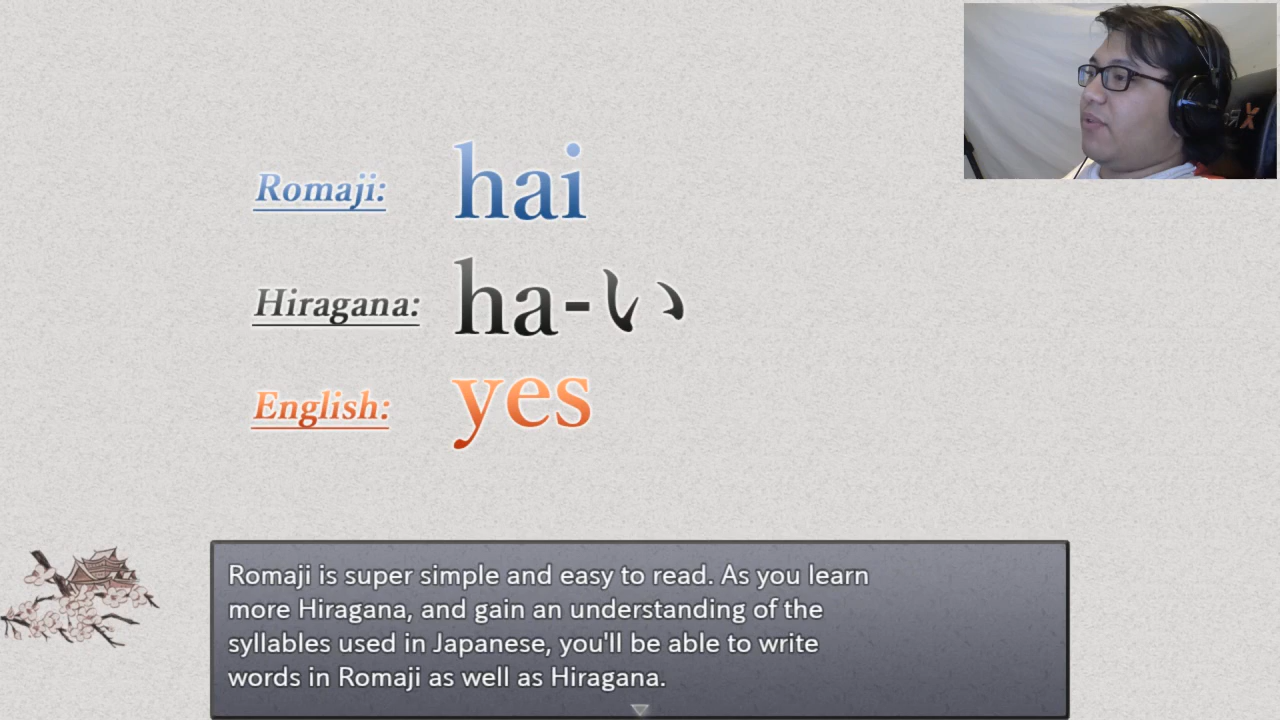 Romaji: hai
Hiragana: ha-い
English: yes
Romaji is super simple and easy to read. As you learn
more Hiragana, and gain an understanding of the
syllables used in Japanese, you'll be able to write
words in Romaji as well as Hiragana.